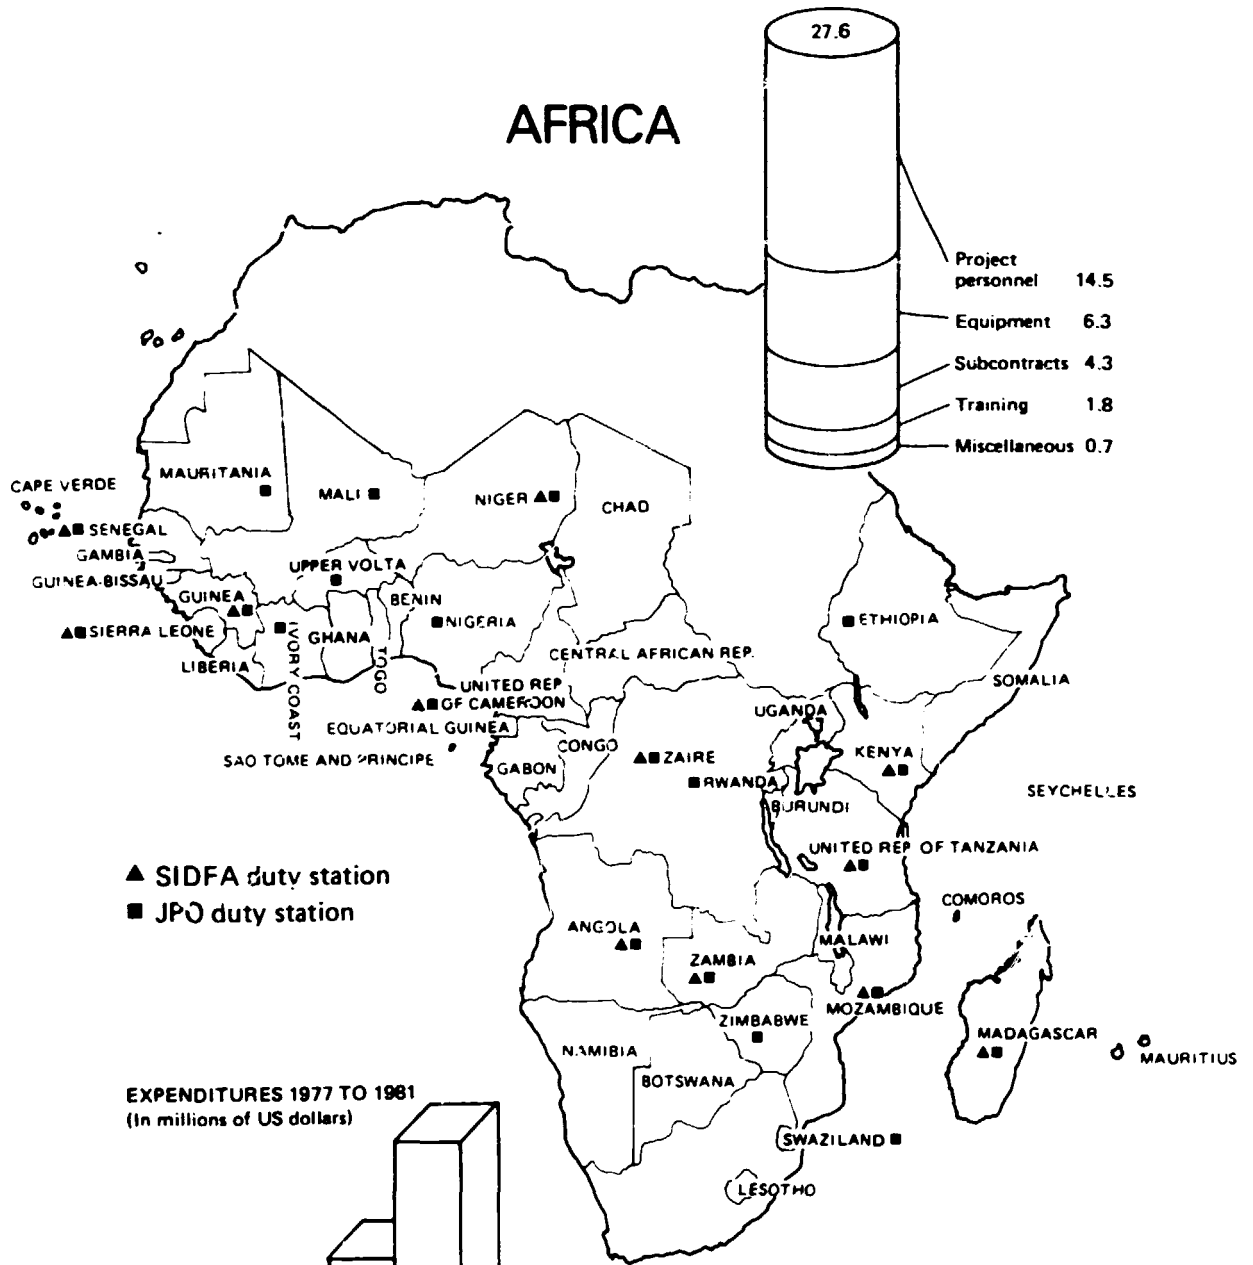 27.6
AFRICA
Project
personnel 14.5
Equipment 6.3
Subcontracts 4.3
Training 1.8
Miscellaneous 0.7
MAURITANIA
CAPE VERDE
MALI
NIGER
CHAD
SENEGAL
GAMBIA
GUINEA-BISSAU
UPPER VOLTA
GUINEA
BENIN
NIGERIA
ETHIOPIA
SIERRA LEONE
GHANA
IVORY COAST
TOGO
LIBERIA
CENTRAL AFRICAN REP.
SOMALIA
UNITED REP
OF CAMEROON
UGANDA
EQUATORIAL GUINEA
CONGO
KENYA
SAO TOME AND PRINCIPE
GABON
ZAIRE
RWANDA
SEYCHELLES
BURUNDI
UNITED REP OF TANZANIA
▲ SIDFA duty station
■ JPO duty station
COMOROS
ANGOLA
MALAWI
ZAMBIA
MOZAMBIQUE
ZIMBABWE
MADAGASCAR
NAMIBIA
MAURITIUS
BOTSWANA
EXPENDITURES 1977 TO 1981
(In millions of US dollars)
SWAZILAND
LESOTHO